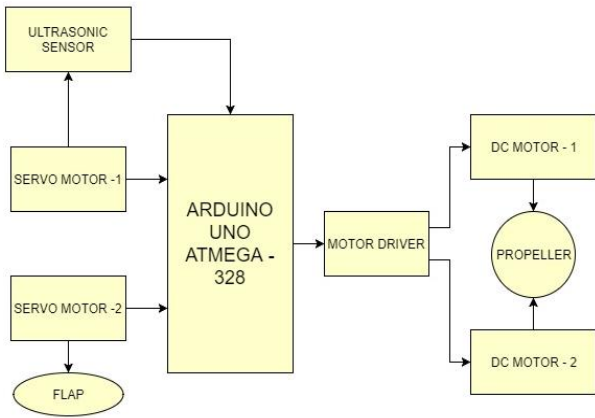 ULTRASONIC
SENSOR
SERVO MOTOR -1
SERVO MOTOR -2
FLAP
ARDUINO
UNO
ATMEGA -
328
MOTOR DRIVER
DC MOTOR - 1
PROPELLER
DC MOTOR - 2